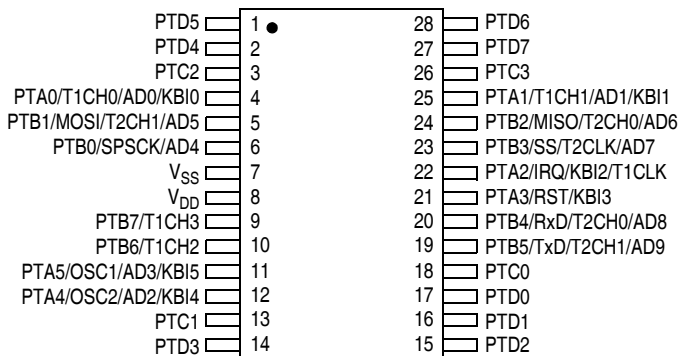 PTD5 1 28 PTD6
PTD4 2 27 PTD7
PTC2 3 26 PTC3
PTA0/T1CH0/AD0/KBI0 4 25 PTA1/T1CH1/AD1/KBI1
PTB1/MOSI/T2CH1/AD5 5 24 PTB2/MISO/T2CH0/AD6
PTB0/SPSCK/AD4 6 23 PTB3/SS/T2CLK/AD7
VSS 7 22 PTA2/IRQ/KBI2/T1CLK
VDD 8 21 PTA3/RST/KBI3
PTB7/T1CH3 9 20 PTB4/RxD/T2CH0/AD8
PTB6/T1CH2 10 19 PTB5/TxD/T2CH1/AD9
PTA5/OSC1/AD3/KBI5 11 18 PTC0
PTA4/OSC2/AD2/KBI4 12 17 PTD0
PTC1 13 16 PTD1
PTD3 14 15 PTD2